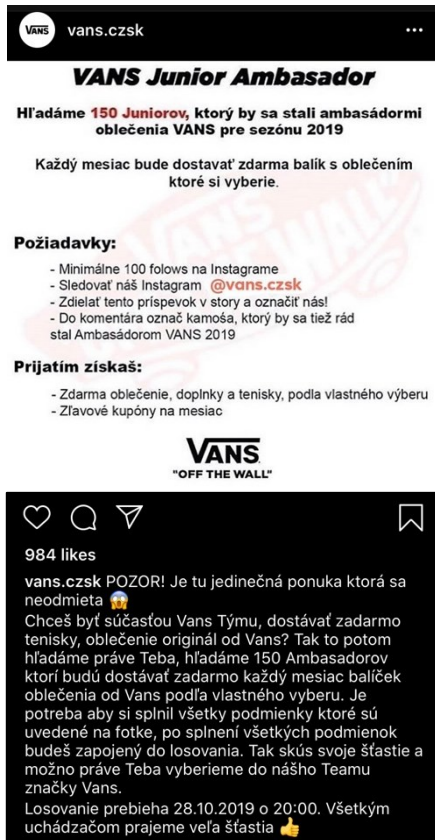 VANS
vans.czsk
VANS Junior Ambasador
Hľadáme 150 Juniorov, ktorý by sa stali ambasádormi
oblečenia VANS pre sezónu 2019
Každý mesiac bude dostavať zdarma balík s oblečením
ktoré si vyberie.
Požiadavky:
- Minimálne 100 folows na Instagrame
- Sledovať náš Instagram @vans.czsk
- Zdielať tento príspevok v story a označiť nás!
- Do komentára označ kamoša, ktorý by sa tiež rád
stal Ambasádorom VANS 2019
Prijatím získaš:
- Zdarma oblečenie, doplnky a tenisky, podla vlastného výberu
- Zľavové kupóny na mesiac
VANS
"OFF THE WALL"
984 likes
vans.czsk POZOR! Je tu jedinečná ponuka ktorá sa
neodmieta 😱
Chceš byť súčasťou Vans Týmu, dostávať zadarmo
tenisky, oblečenie originál od Vans? Tak to potom
hľadáme práve Teba, hľadáme 150 Ambasadorov
ktorí budú dostávať zadarmo každý mesiac balíček
oblečenia od Vans podľa vlastného vyberu. Je
potreba aby si splnil všetky podmienky ktoré sú
uvedené na fotke, po splnení všetkých podmienok
budeš zapojený do losovania. Tak skús svoje šťastie a
možno práve Teba vyberieme do nášho Teamu
značky Vans.
Losovanie prebieha 28.10.2019 o 20:00. Všetkým
uchádzačom prajeme veľa šťastia 👍